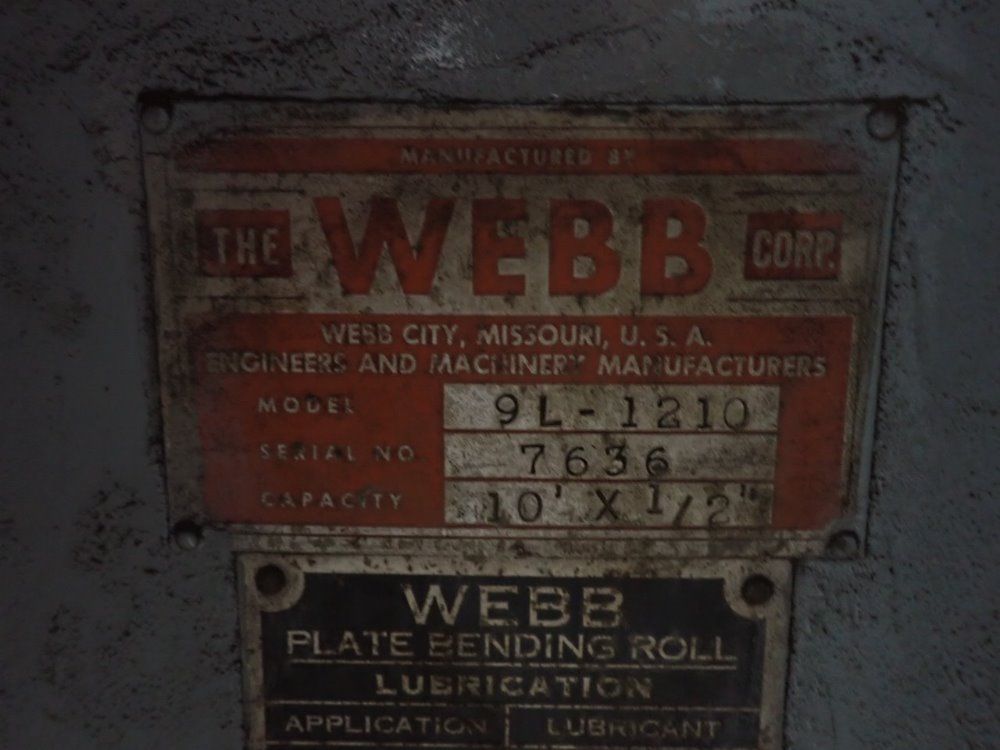 MANUFACTURED BY
THE WEBB CORP.
WEBB CITY, MISSOURI, U. S. A.
ENGINEERS AND MACHINERY MANUFACTURERS
MODEL 9L-1210
SERIAL NO. 7636
CAPACITY 10' X 1/2"
WEBB
PLATE BENDING ROLL
LUBRICATION
APPLICATION LUBRICANT